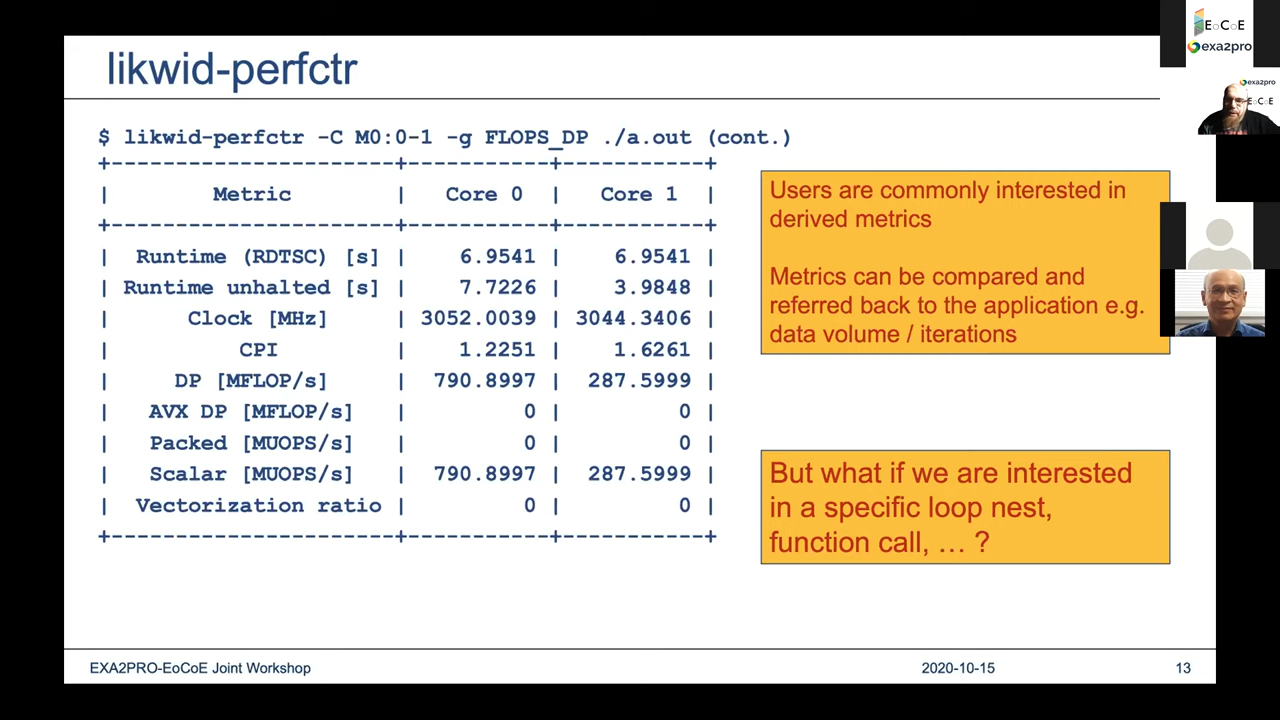 likwid-perfctr
$ likwid-perfctr -C M0:0-1 -g FLOPS_DP ./a.out (cont.)
+----------------------+----------+----------+
| Metric | Core 0 | Core 1 |
+----------------------+----------+----------+
| Runtime (RDTSC) [s] | 6.9541 | 6.9541 |
| Runtime unhalted [s] | 7.7226 | 3.9848 |
| Clock [MHz] | 3052.0039 | 3044.3406 |
| CPI | 1.2251 | 1.6261 |
| DP [MFLOP/s] | 790.8997 | 287.5999 |
| AVX DP [MFLOP/s] | 0 | 0 |
| Packed [MUOPS/s] | 0 | 0 |
| Scalar [MUOPS/s] | 790.8997 | 287.5999 |
| Vectorization ratio | 0 | 0 |
+----------------------+----------+----------+
Users are commonly interested in
derived metrics
Metrics can be compared and
referred back to the application e.g.
data volume / iterations
But what if we are interested
in a specific loop nest,
function call, … ?
EXA2PRO-EoCoE Joint Workshop
2020-10-15
13
EoCoE
exa2pro
exa2pro
EoCoE